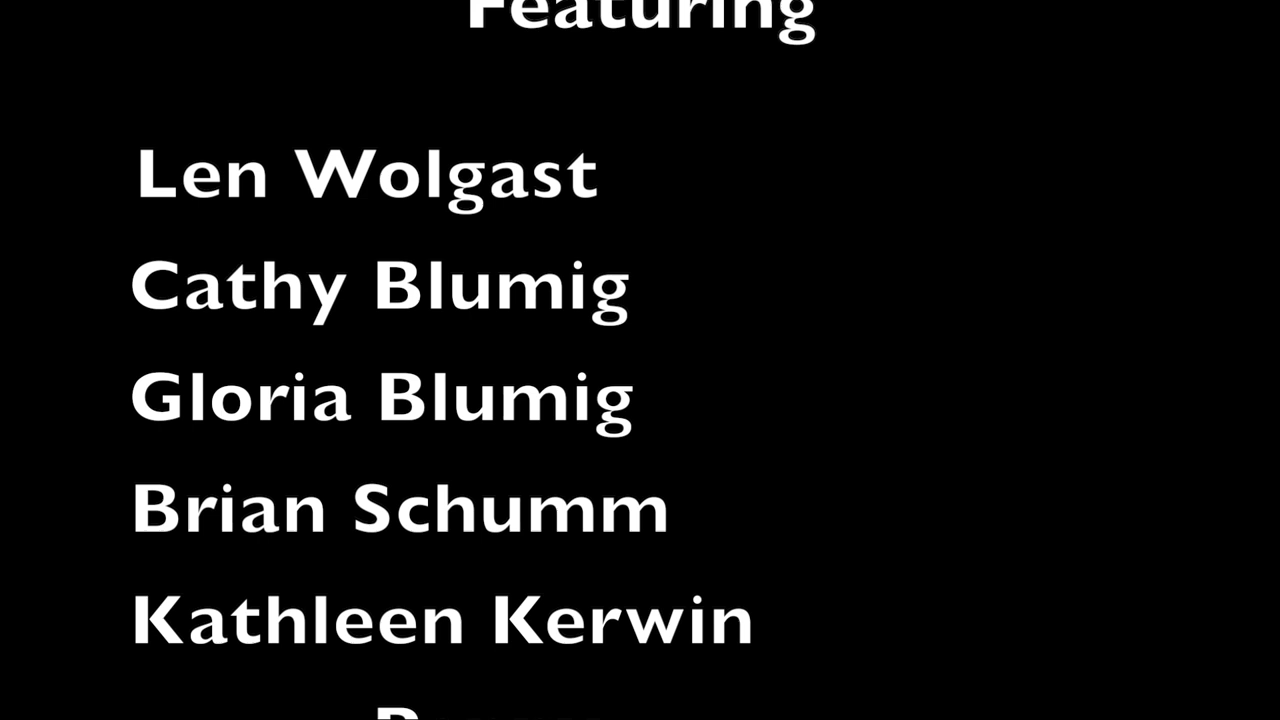 Featuring
Len Wolgast
Cathy Blumig
Gloria Blumig
Brian Schumm
Kathleen Kerwin